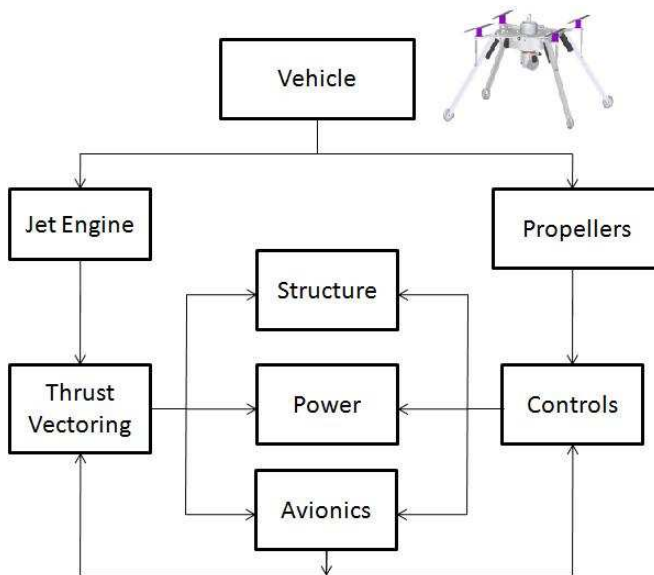 Vehicle
Jet Engine
Propellers
Structure
Thrust
Vectoring
Power
Controls
Avionics